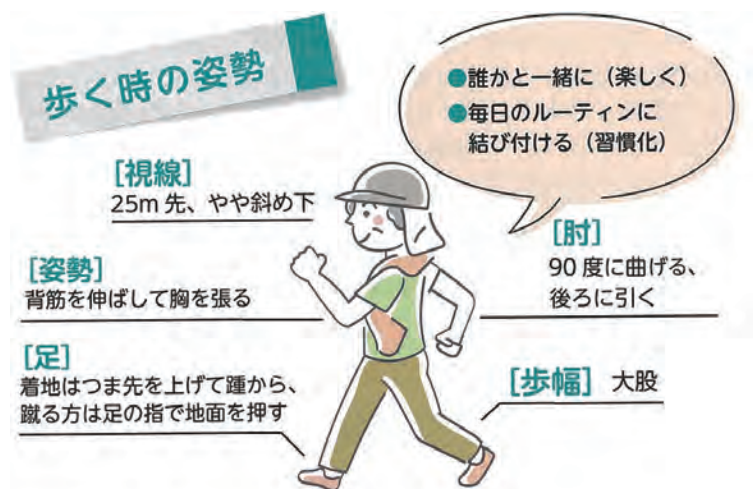 歩く時の姿勢
●誰かと一緒に（楽しく）
●毎日のルーティンに
結び付ける（習慣化）
［視線］
25m 先、やや斜め下
［姿勢］
背筋を伸ばして胸を張る
［足］
着地はつま先を上げて踵から、
蹴る方は足の指で地面を押す
［肘］
90 度に曲げる、
後ろに引く
［歩幅］ 大股